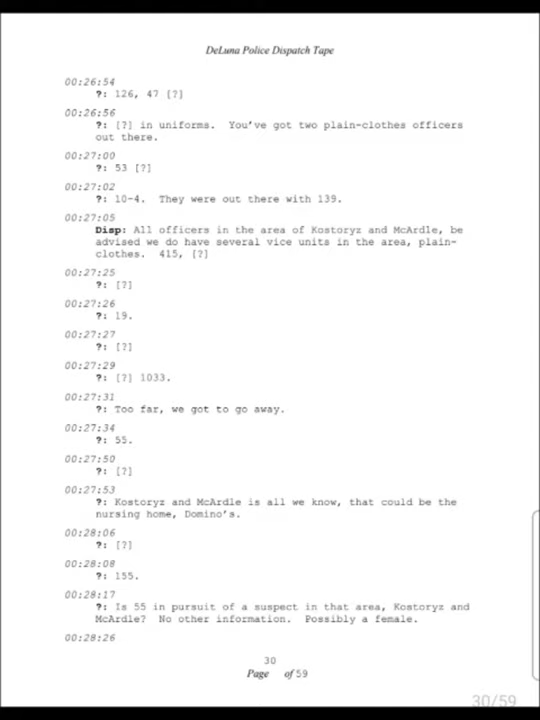 DeLuna Police Dispatch Tape
00:26:54
?: 126, 47 [?]
00:26:56
?: [?] in uniforms. You've got two plain-clothes officers
out there.
00:27:00
?: 53 [?]
00:27:02
?: 10-4. They were out there with 139.
00:27:05
Disp: All officers in the area of Kostoryz and McArdle, be
advised we do have several vice units in the area, plain-
clothes. 415, [?]
00:27:25
?: [?]
00:27:26
?: 19.
00:27:27
?: [?]
00:27:29
?: [?] 1033.
00:27:31
?: Too far, we got to go away.
00:27:34
?: 55.
00:27:50
?: [?]
00:27:53
?: Kostoryz and McArdle is all we know, that could be the
nursing home, Domino's.
00:28:06
?: [?]
00:28:08
?: 155.
00:28:17
?: Is 55 in pursuit of a suspect in that area, Kostoryz and
McArdle? No other information. Possibly a female.
00:28:26
30
Page of 59
30/59